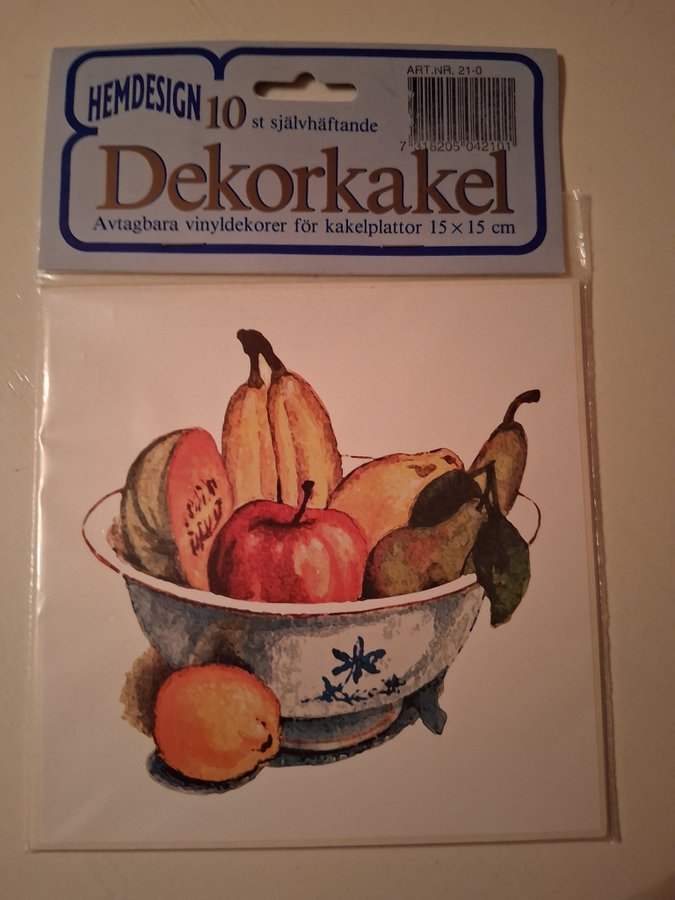 HEMDESIGN
ART.NR. 21-0
7 316205 042101
10 st självhäftande
Dekorkakel
Avtagbara vinyldekorer för kakelplattor 15 × 15 cm